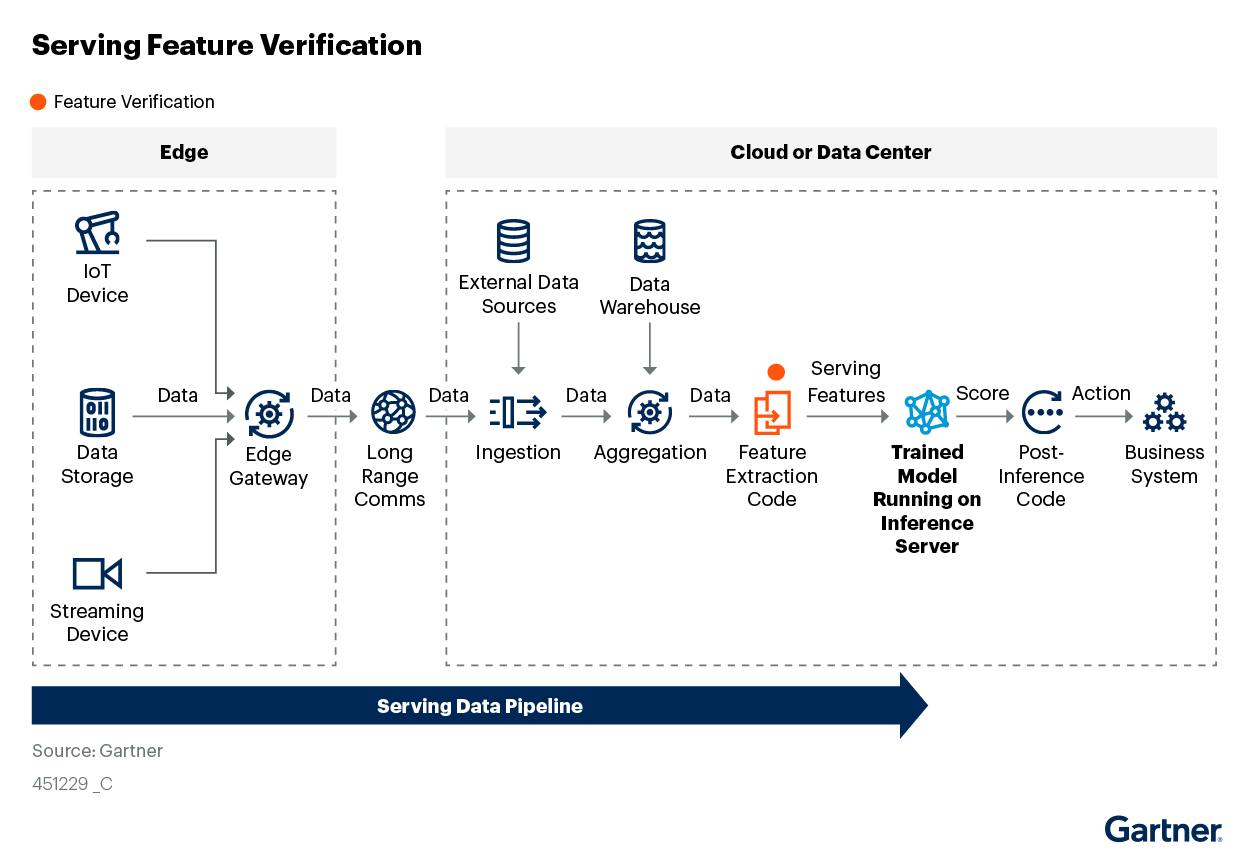 Serving Feature Verification
Feature Verification
Edge
Cloud or Data Center
IoT
Device
External Data
Sources
Data
Warehouse
Data
Storage
Data
Edge
Gateway
Data
Long
Range
Comms
Data
Ingestion
Data
Aggregation
Data
Feature
Extraction
Code
Serving
Features
Trained
Model
Running on
Inference
Server
Score
Post-
Inference
Code
Action
Business
System
Streaming
Device
Serving Data Pipeline
Source: Gartner
451229 _C
Gartner